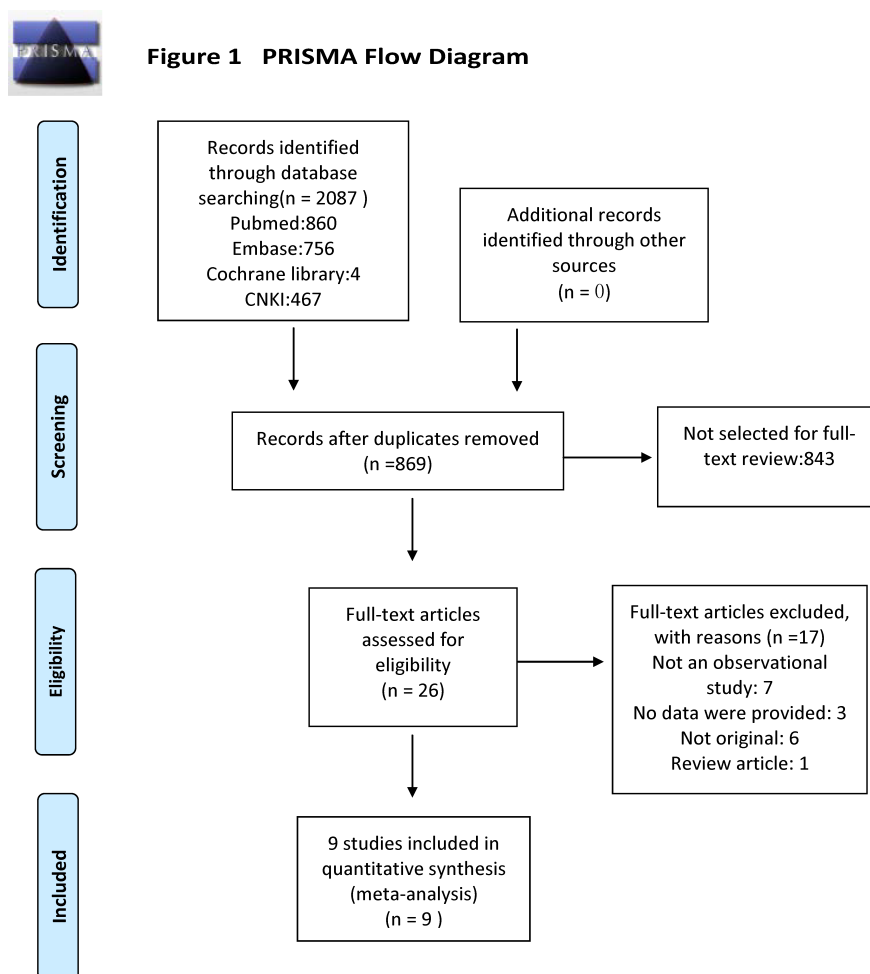 PRISMA
Figure 1 PRISMA Flow Diagram
Identification
Records identified
through database
searching(n = 2087 )
Pubmed:860
Embase:756
Cochrane library:4
CNKI:467
Additional records
identified through other
sources
(n = 0)
Screening
Records after duplicates removed
(n =869)
Not selected for full-
text review:843
Eligibility
Full-text articles
assessed for
eligibility
(n = 26)
Full-text articles excluded,
with reasons (n =17)
Not an observational
study: 7
No data were provided: 3
Not original: 6
Review article: 1
Included
9 studies included in
quantitative synthesis
(meta-analysis)
(n = 9 )